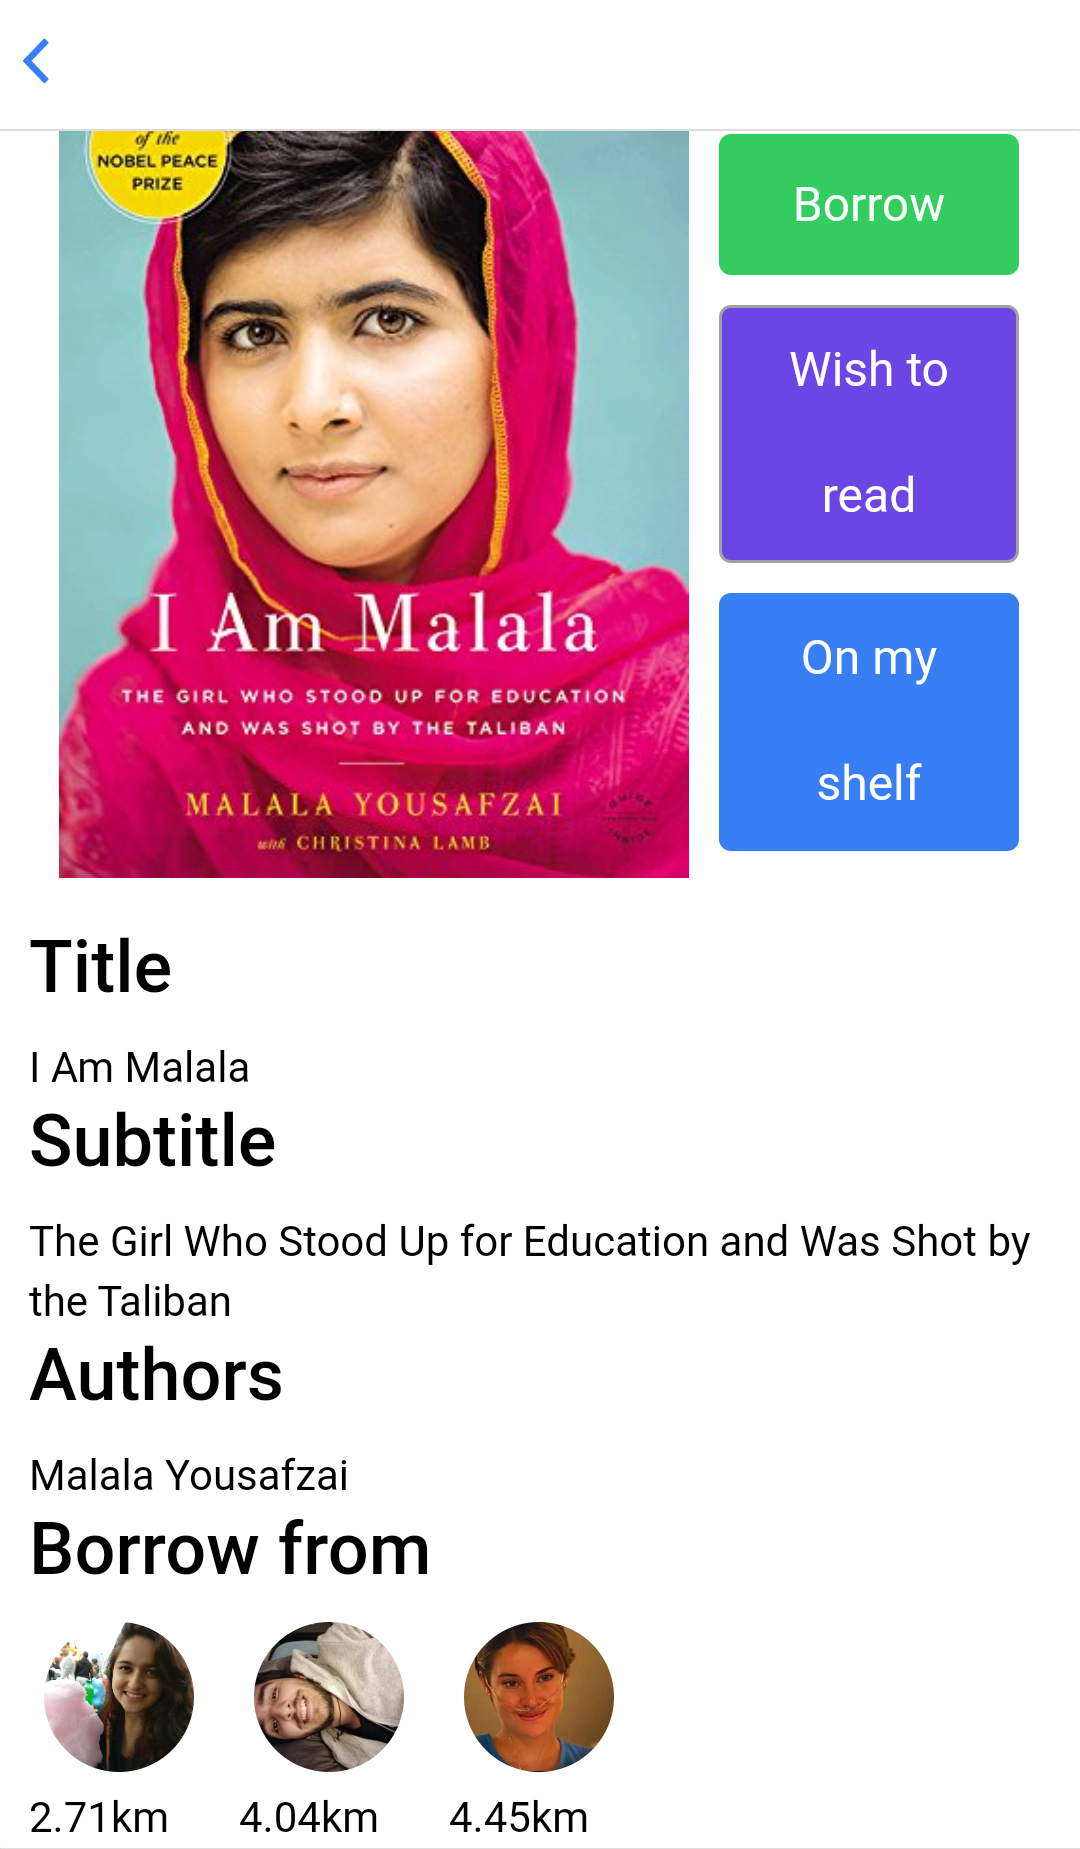 of the
NOBEL PEACE
PRIZE
I Am Malala
THE GIRL WHO STOOD UP FOR EDUCATION
AND WAS SHOT BY THE TALIBAN
MALALA YOUSAFZAI
with CHRISTINA LAMB
GUIDE
INSIDE
Borrow
Wish to
read
On my
shelf
Title
I Am Malala
Subtitle
The Girl Who Stood Up for Education and Was Shot by
the Taliban
Authors
Malala Yousafzai
Borrow from
2.71km 4.04km 4.45km